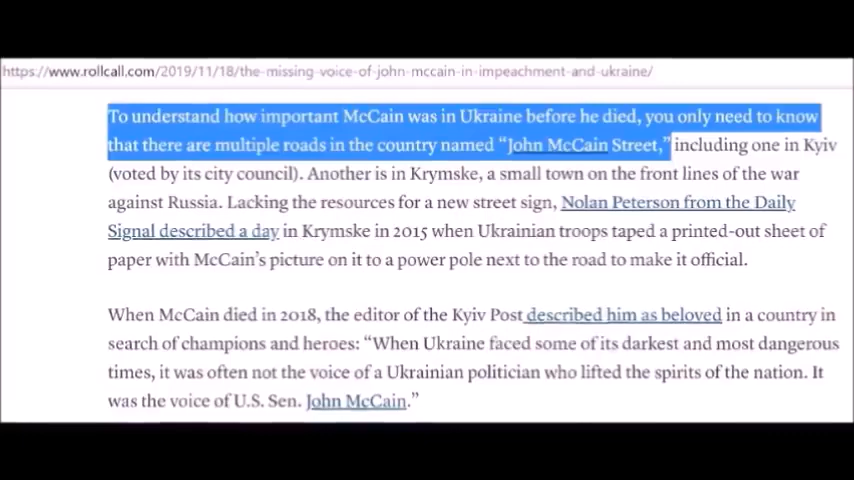 https://www.rollcall.com/2019/11/18/the-missing-voice-of-john-mccain-in-impeachment-and-ukraine/
To understand how important McCain was in Ukraine before he died, you only need to know
that there are multiple roads in the country named “John McCain Street,” including one in Kyiv
(voted by its city council). Another is in Krymske, a small town on the front lines of the war
against Russia. Lacking the resources for a new street sign, Nolan Peterson from the Daily
Signal described a day in Krymske in 2015 when Ukrainian troops taped a printed-out sheet of
paper with McCain’s picture on it to a power pole next to the road to make it official.
When McCain died in 2018, the editor of the Kyiv Post described him as beloved in a country in
search of champions and heroes: “When Ukraine faced some of its darkest and most dangerous
times, it was often not the voice of a Ukrainian politician who lifted the spirits of the nation. It
was the voice of U.S. Sen. John McCain.”